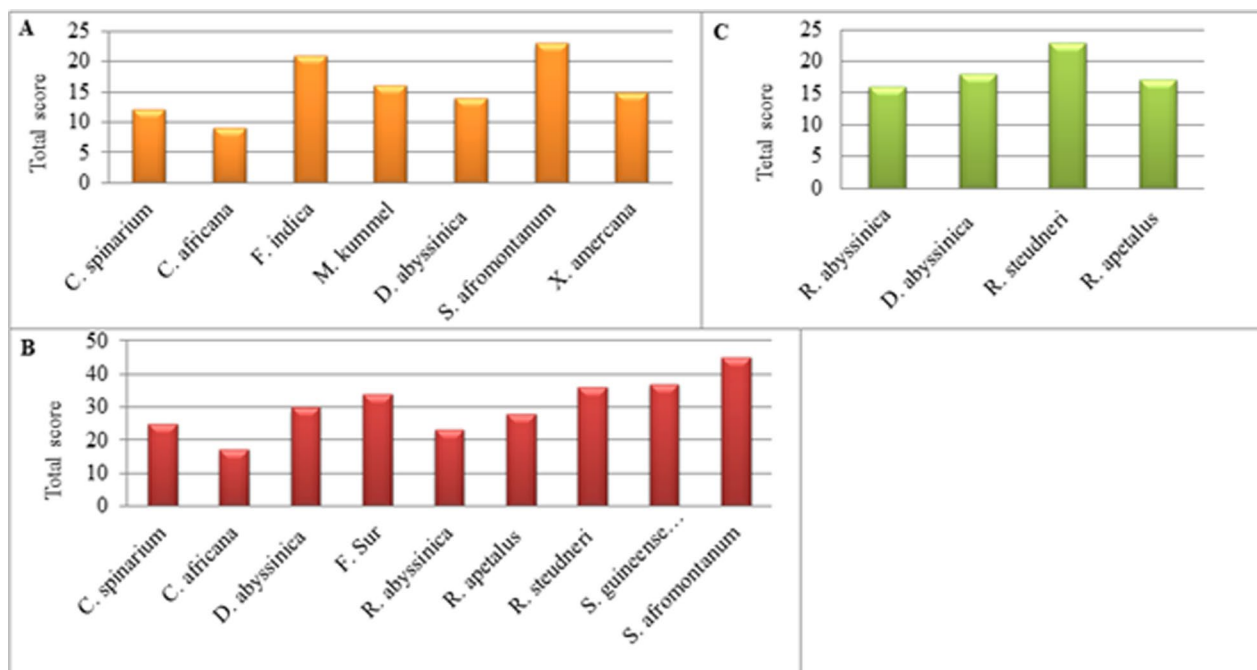 A
25
20
15
10
5
0
Total score
C. spinarium
C. africana
F. indica
M. kummel
D. abyssinica
S. afromontanum
X. amercana
C
25
20
15
10
5
0
Total score
R. abyssinica
D. abyssinica
R. steudneri
R. apetalus
B
50
40
30
20
10
0
Total score
C. spinarium
C. africana
D. abyssinica
F. Sur
R. abyssinica
R. apetalus
R. steudneri
S. guineense...
S. afromontanum